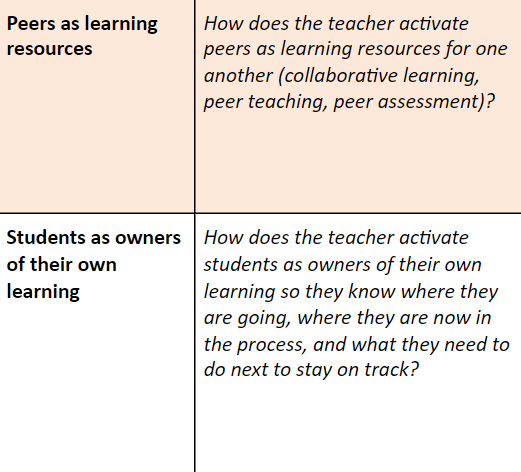 Peers as learning
resources
How does the teacher activate
peers as learning resources for one
another (collaborative learning,
peer teaching, peer assessment)?
Students as owners
of their own
learning
How does the teacher activate
students as owners of their own
learning so they know where they
are going, where they are now in
the process, and what they need to
do next to stay on track?